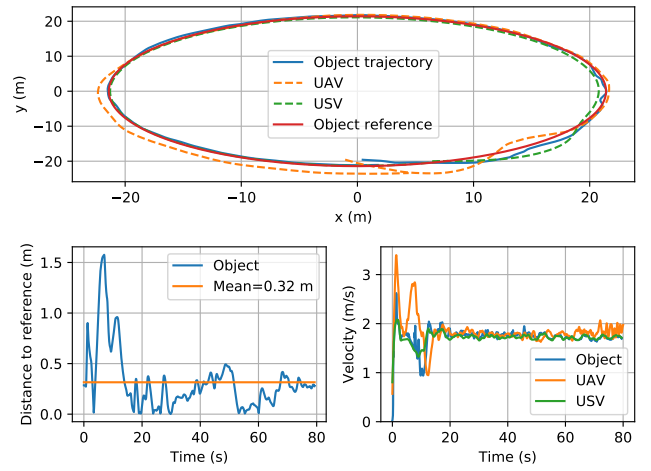 20
10
0
−10
−20
y (m)
Object trajectory
UAV
USV
Object reference
−20
−10
0
10
20
x (m)
1.5
1.0
0.5
0.0
Distance to reference (m)
Object
Mean=0.32 m
0
20
40
60
80
Time (s)
3
2
1
0
Velocity (m/s)
Object
UAV
USV
0
20
40
60
80
Time (s)